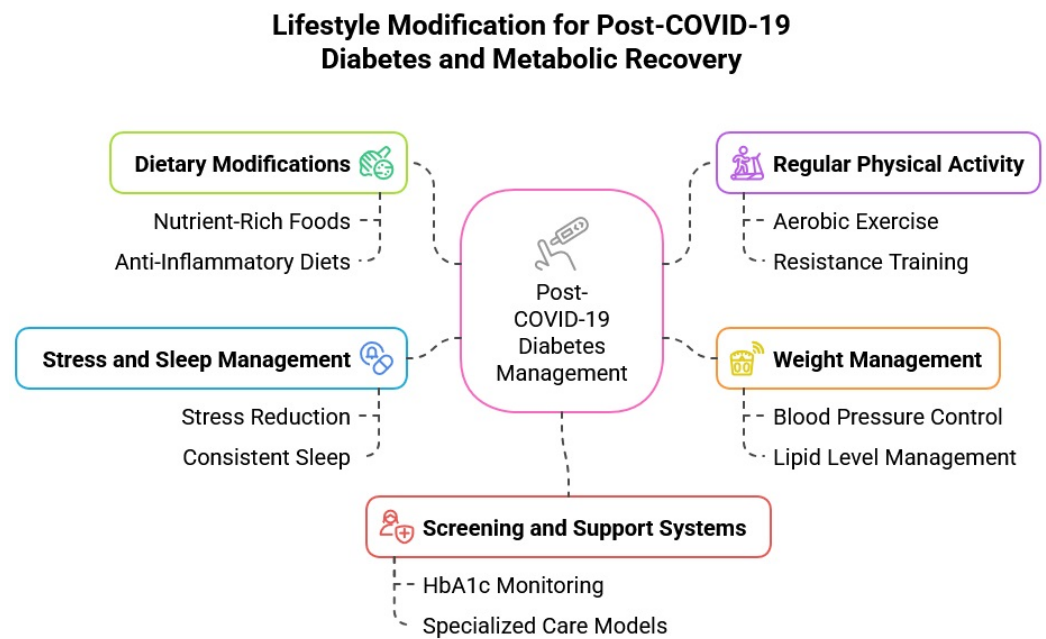 Lifestyle Modification for Post-COVID-19
Diabetes and Metabolic Recovery
Dietary Modifications
Nutrient-Rich Foods
Anti-Inflammatory Diets
Regular Physical Activity
Aerobic Exercise
Resistance Training
Post-
COVID-19
Diabetes
Management
Stress and Sleep Management
Stress Reduction
Consistent Sleep
Weight Management
Blood Pressure Control
Lipid Level Management
Screening and Support Systems
HbA1c Monitoring
Specialized Care Models